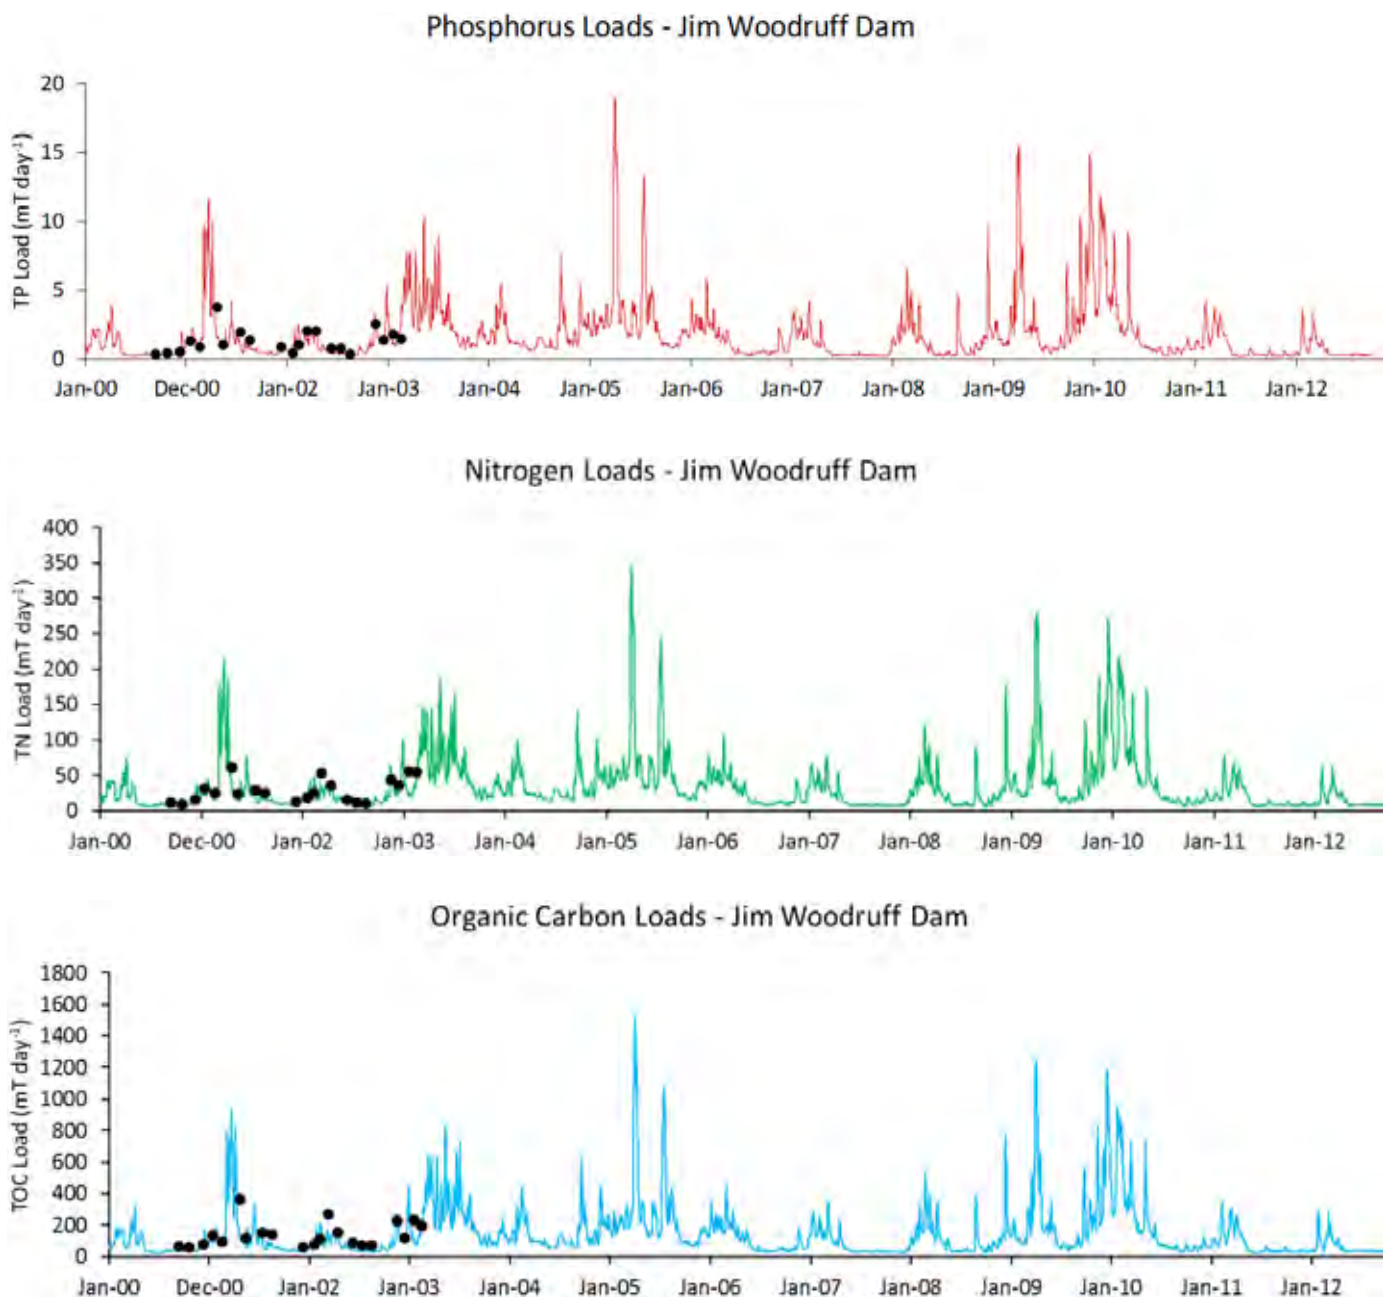 Phosphorus Loads - Jim Woodruff Dam
TP Load (mT day⁻¹)
20
15
10
5
0
Jan-00 Dec-00 Jan-02 Jan-03 Jan-04 Jan-05 Jan-06 Jan-07 Jan-08 Jan-09 Jan-10 Jan-11 Jan-12
Nitrogen Loads - Jim Woodruff Dam
TN Load (mT day⁻¹)
400
350
300
250
200
150
100
50
0
Jan-00 Dec-00 Jan-02 Jan-03 Jan-04 Jan-05 Jan-06 Jan-07 Jan-08 Jan-09 Jan-10 Jan-11 Jan-12
Organic Carbon Loads - Jim Woodruff Dam
TOC Load (mT day⁻¹)
1800
1600
1400
1200
1000
800
600
400
200
0
Jan-00 Dec-00 Jan-02 Jan-03 Jan-04 Jan-05 Jan-06 Jan-07 Jan-08 Jan-09 Jan-10 Jan-11 Jan-12